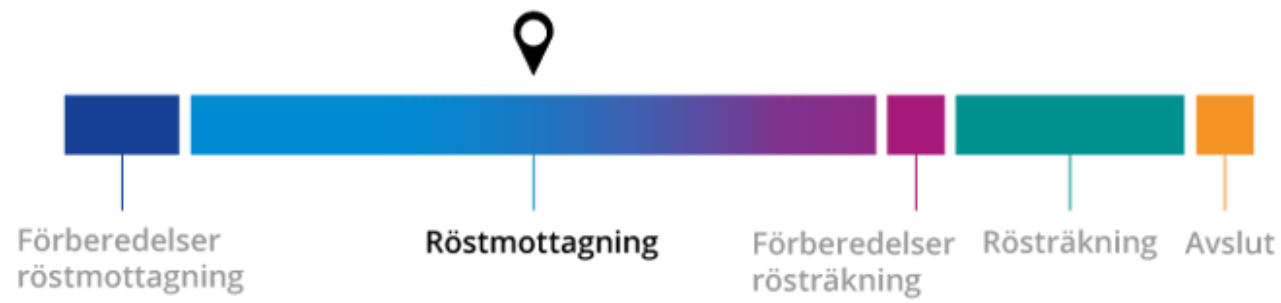 Förberedelser
röstmottagning
Röstmottagning
Förberedelser
rösträkning
Rösträkning
Avslut